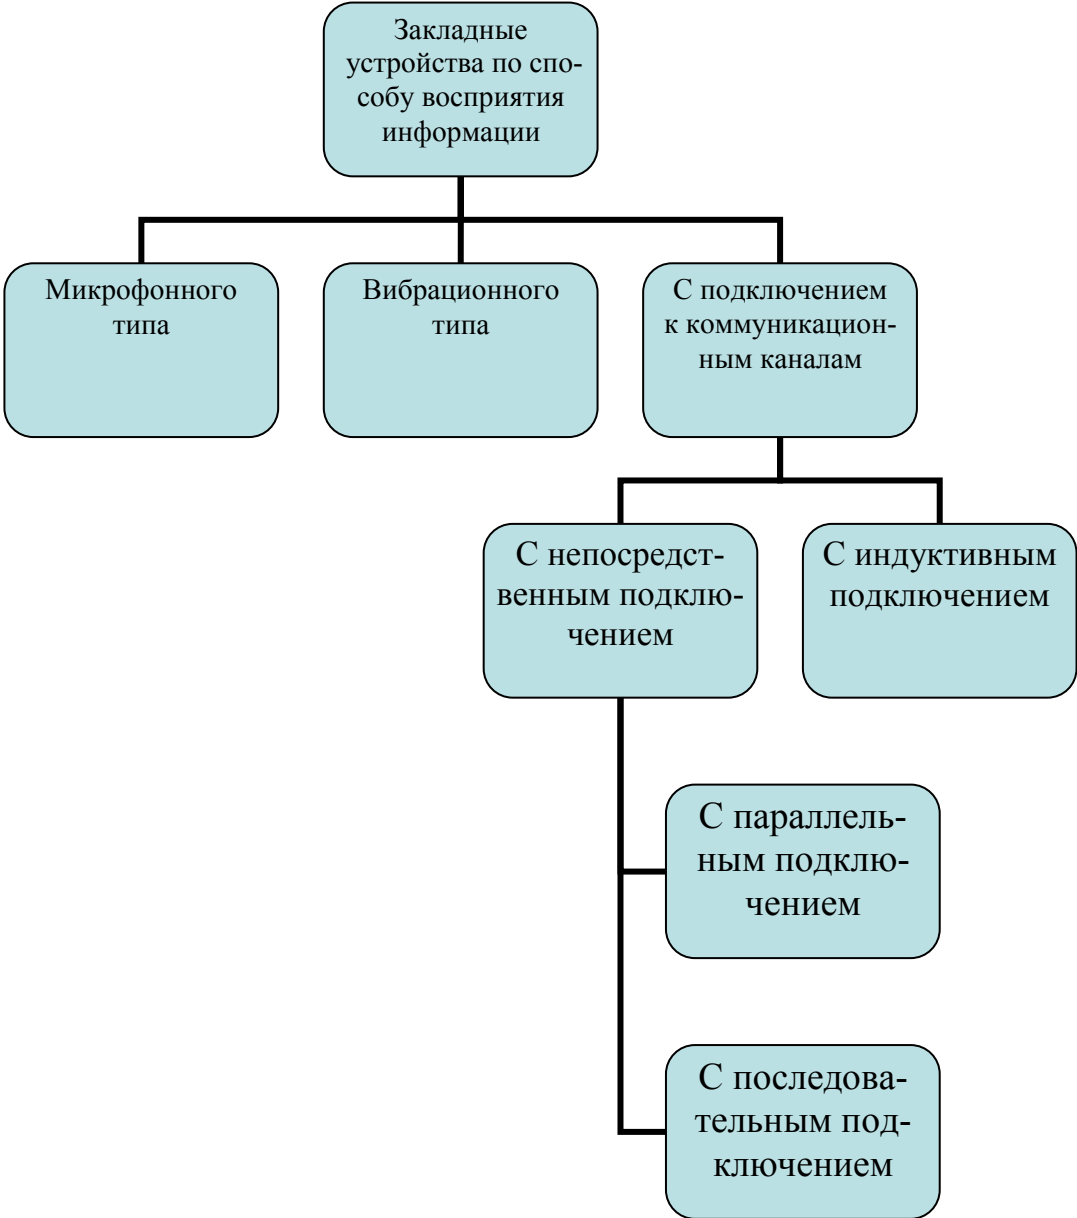 Закладные
устройства по спо-
собу восприятия
информации
Микрофонного
типа
Вибрационного
типа
С подключением
к коммуникацион-
ным каналам
С непосредст-
венным подклю-
чением
С индуктивным
подключением
С параллель-
ным подклю-
чением
С последова-
тельным под-
ключением